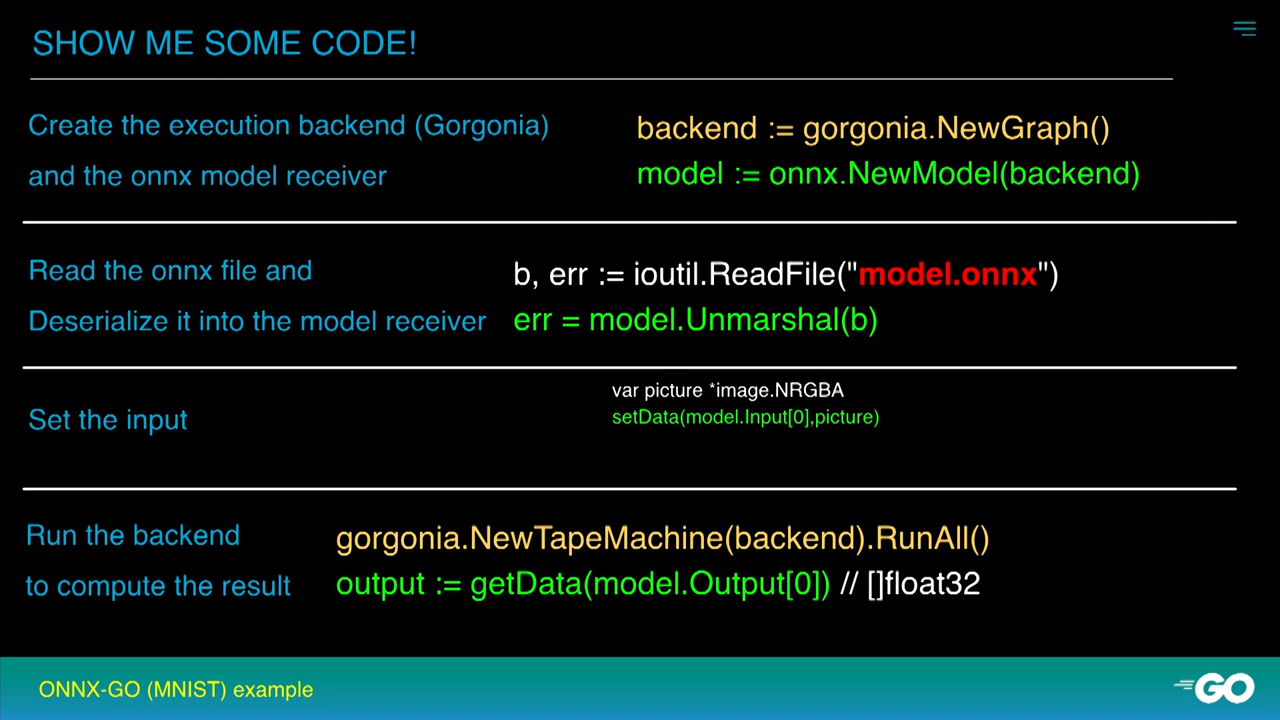 SHOW ME SOME CODE!
Create the execution backend (Gorgonia)
and the onnx model receiver
backend := gorgonia.NewGraph()
model := onnx.NewModel(backend)
Read the onnx file and
Deserialize it into the model receiver
b, err := ioutil.ReadFile("model.onnx")
err = model.Unmarshal(b)
Set the input
var picture *image.NRGBA
setData(model.Input[0],picture)
Run the backend
to compute the result
gorgonia.NewTapeMachine(backend).RunAll()
output := getData(model.Output[0]) // []float32
ONNX-GO (MNIST) example
GO